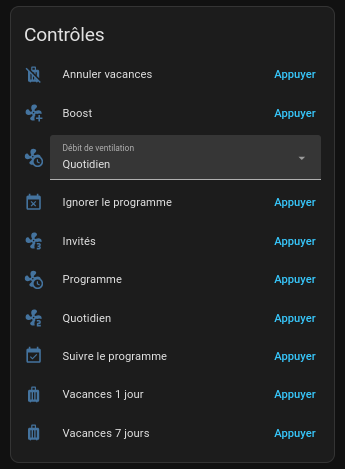 Contrôles
Annuler vacances Appuyer
Boost Appuyer
Débit de ventilation
Quotidien
Ignorer le programme Appuyer
Invités Appuyer
Programme Appuyer
Quotidien Appuyer
Suivre le programme Appuyer
Vacances 1 jour Appuyer
Vacances 7 jours Appuyer